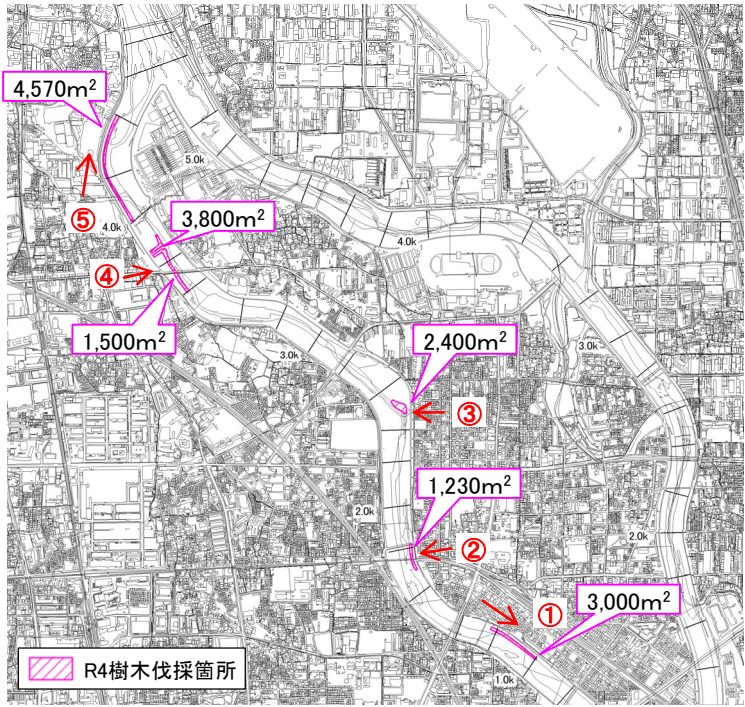 4,570m²
5.0k
⑤
3,800m²
4.0k
4.0k
④
1,500m²
2,400m²
3.0k
3.0k
③
1,230m²
2.0k
2.0k
②
①
3,000m²
R4樹木伐採箇所
1.0k